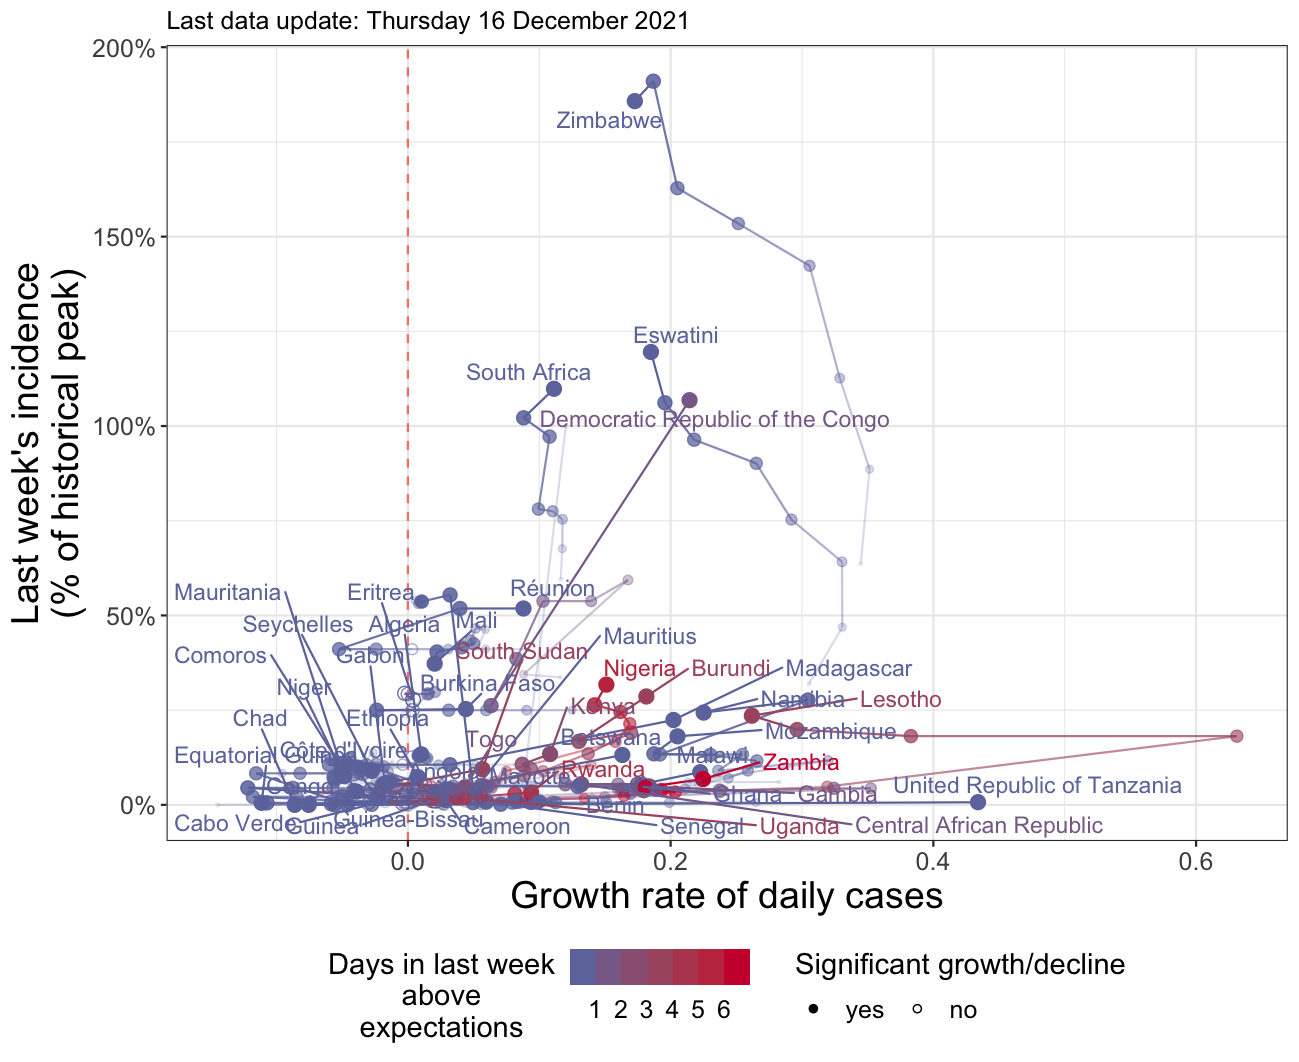 Last data update: Thursday 16 December 2021
200%
150%
100%
50%
0%
Last week's incidence
(% of historical peak)
Zimbabwe
Eswatini
South Africa
Democratic Republic of the Congo
Mauritania
Eritrea
Réunion
Seychelles
Algeria
Mali
Mauritius
Comoros
Gabon
South Sudan
Nigeria
Burundi
Madagascar
Niger
Burkina Faso
Namibia
Lesotho
Chad
Ethiopia
Kenya
Togo
Botswana
Mozambique
Equatorial
Côte d'Ivoire
Malawi
Zambia
Congo
Angola
Mayotte
Rwanda
United Republic of Tanzania
Benin
Ghana
Gambia
Cabo Verde
Guinea
Guinea-Bissau
Cameroon
Senegal
Uganda
Central African Republic
0.0
0.2
0.4
0.6
Growth rate of daily cases
Days in last week
above
expectations
1 2 3 4 5 6
Significant growth/decline
yes
no